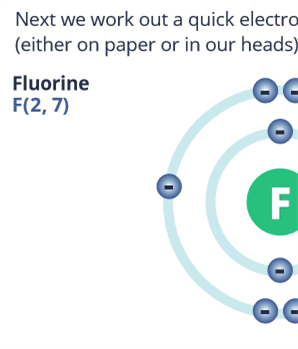 Next we work out a quick electro
(either on paper or in our heads)
Fluorine
F(2, 7)
F